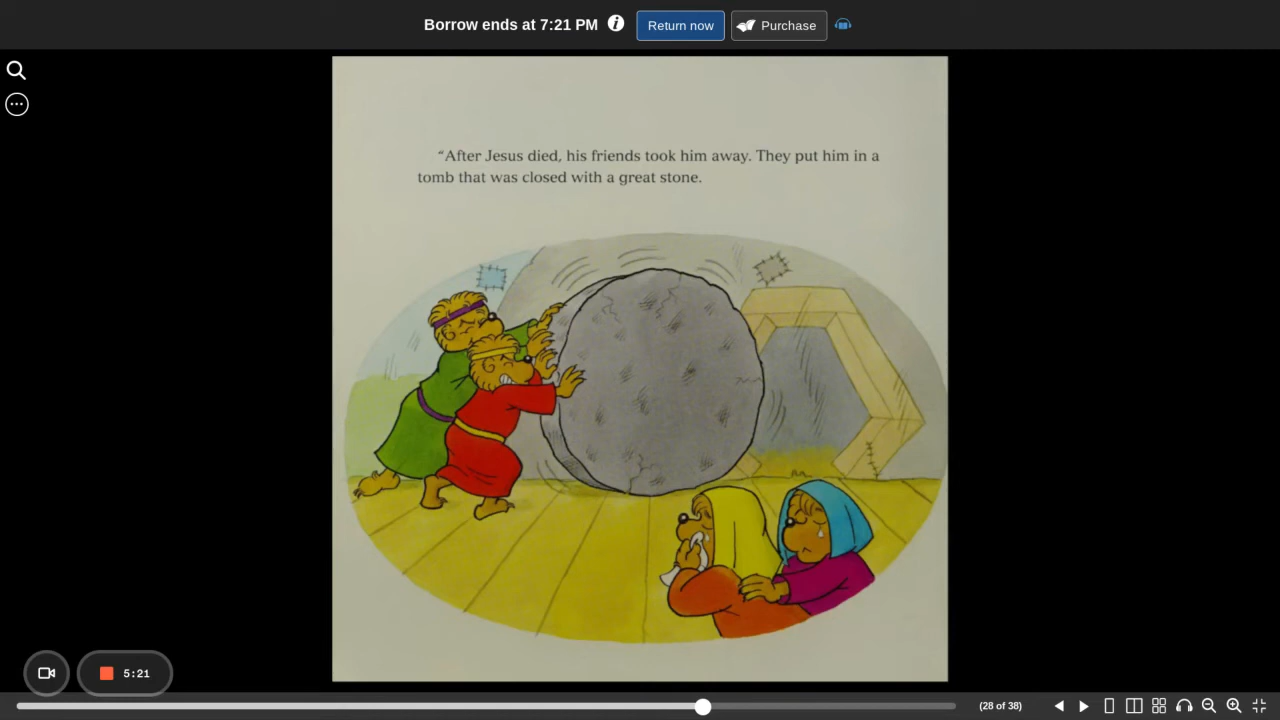 Borrow ends at 7:21 PM
Return now
Purchase
“After Jesus died, his friends took him away. They put him in a
tomb that was closed with a great stone.
5:21
(28 of 38)